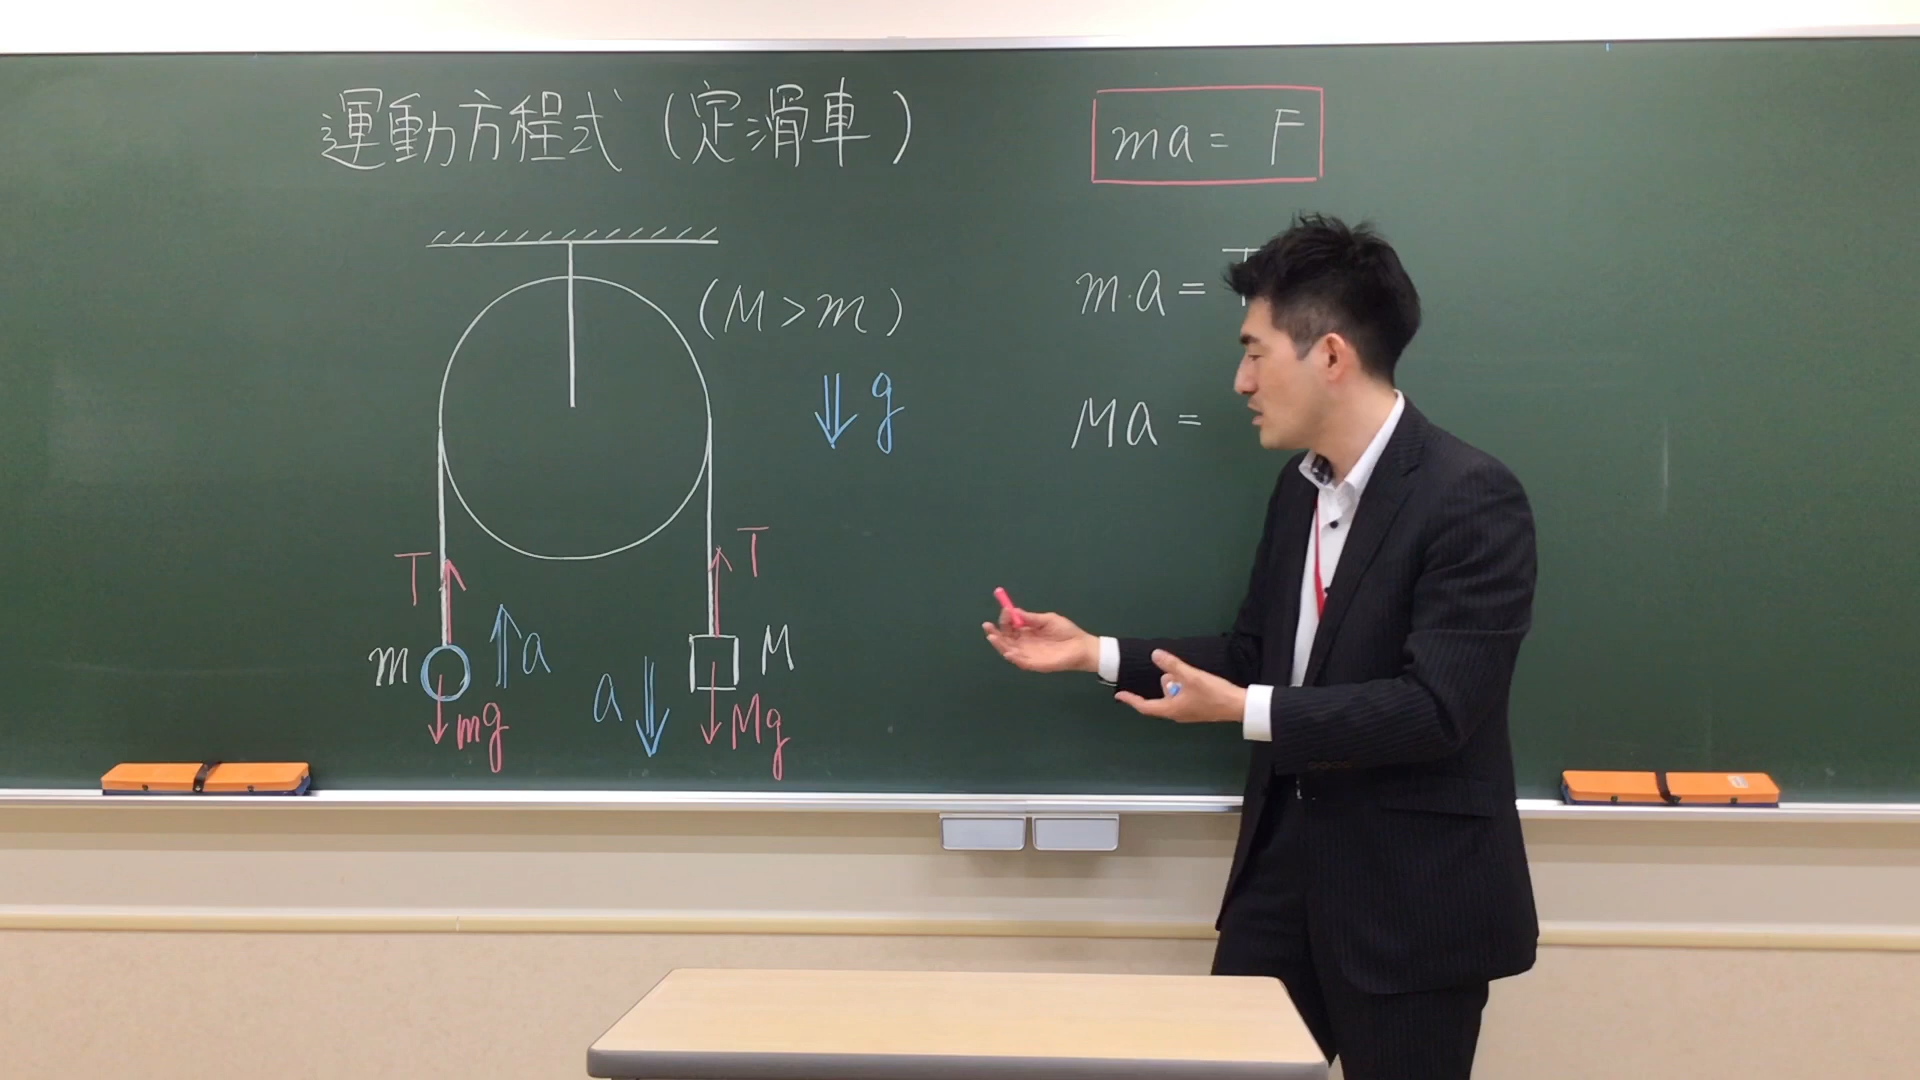 運動方程式（定滑車）
ma = F
(M > m)
g
m·a = T
Ma =
T
T
m
a
a
M
mg
Mg